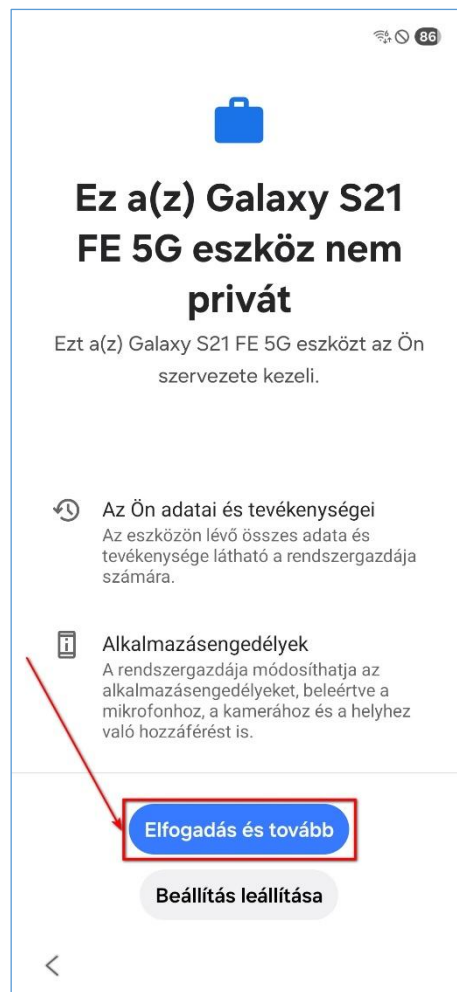 86
Ez a(z) Galaxy S21
FE 5G eszköz nem
privát
Ezt a(z) Galaxy S21 FE 5G eszközt az Ön
szervezete kezeli.
Az Ön adatai és tevékenységei
Az eszközön lévő összes adata és
tevékenysége látható a rendszergazdája
számára.
Alkalmazásengedélyek
A rendszergazdája módosíthatja az
alkalmazásengedélyeket, beleértve a
mikrofonhoz, a kamerához és a helyhez
való hozzáférést is.
Elfogadás és tovább
Beállítás leállítása